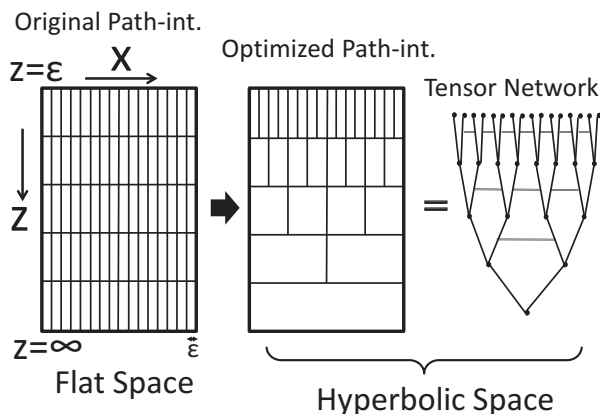 Original Path-int.
Optimized Path-int.
Tensor Network
z=ε
X
Z
=
z=∞
ε
Flat Space
Hyperbolic Space